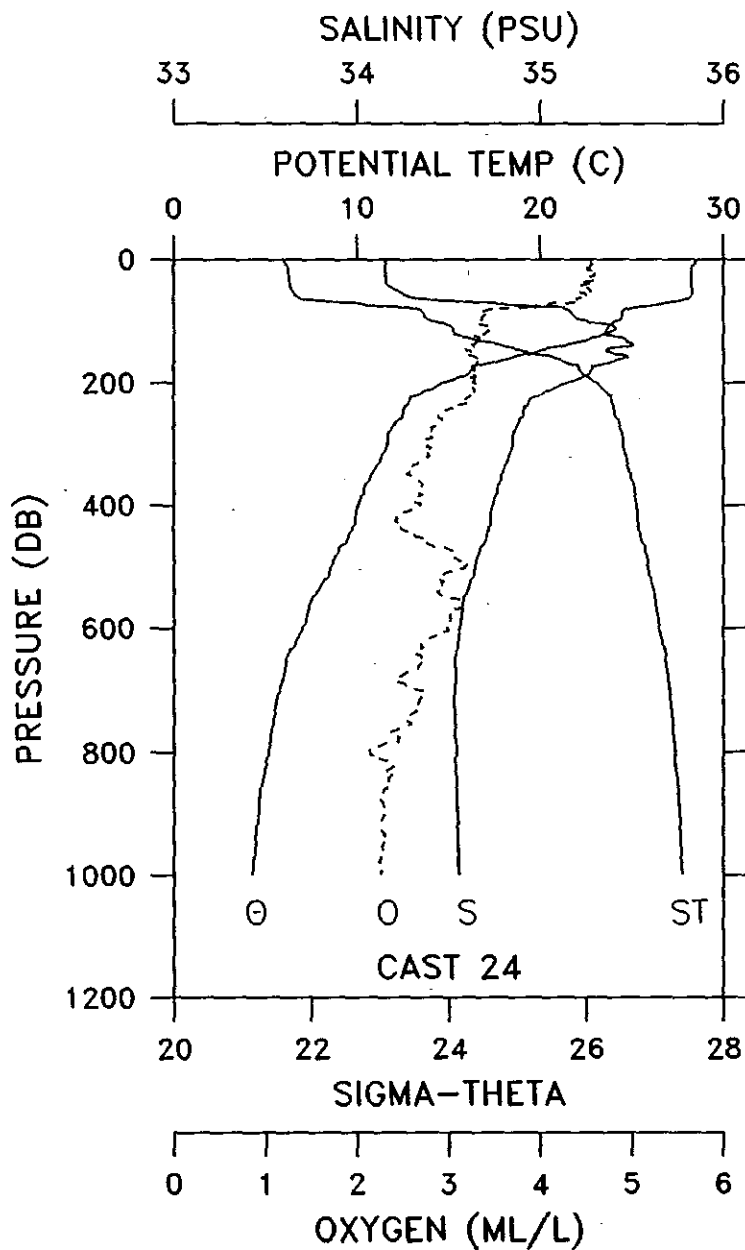 SALINITY (PSU)
33 34 35 36
POTENTIAL TEMP (C)
0 10 20 30
0
200
400
600
800
1000
1200
PRESSURE (DB)
Θ O S ST
CAST 24
20 22 24 26 28
SIGMA-THETA
0 1 2 3 4 5 6
OXYGEN (ML/L)